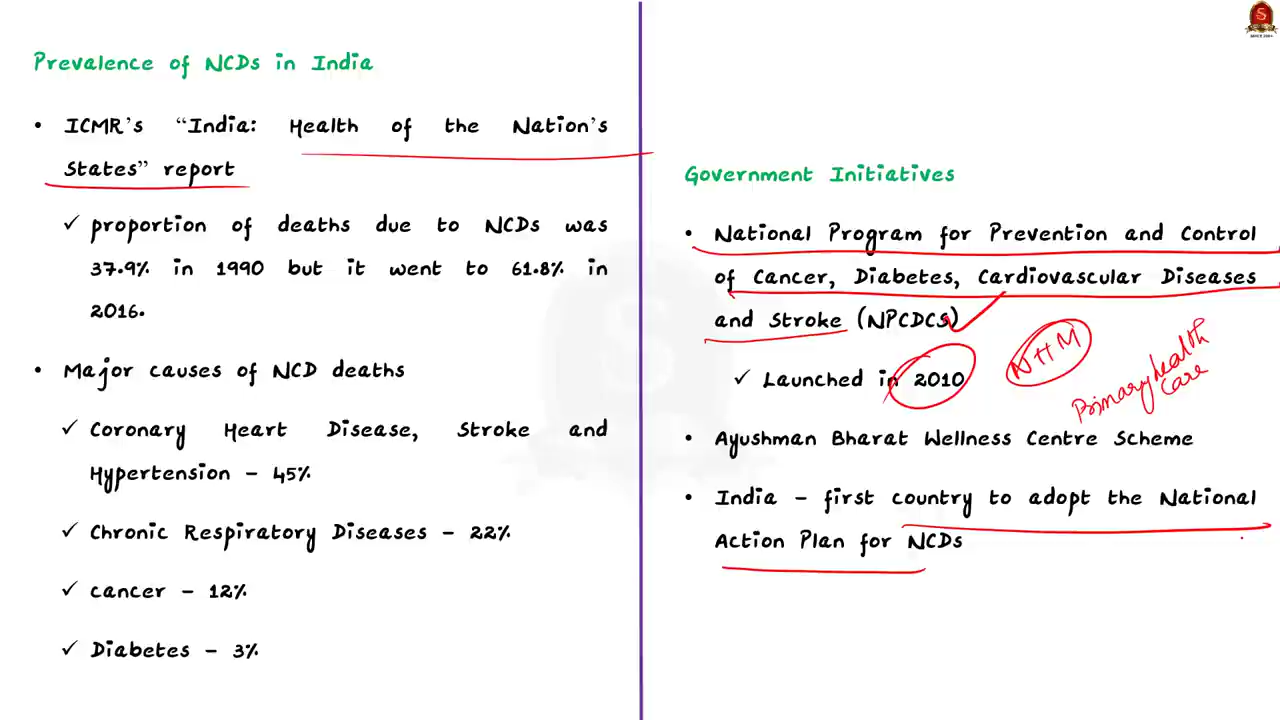 Prevalence of NCDs in India
• ICMR's “India: Health of the Nation's
States” report
✓ proportion of deaths due to NCDs was
37.9% in 1990 but it went to 61.8% in
2016.
• Major causes of NCD deaths
✓ Coronary Heart Disease, Stroke and
Hypertension – 45%
✓ Chronic Respiratory Diseases – 22%
✓ cancer – 12%
✓ Diabetes – 3%
Government Initiatives
• National Program for Prevention and Control
of Cancer, Diabetes, Cardiovascular Diseases
and Stroke (NPCDCS)
✓ Launched in 2010
NHM
Primary health
care
• Ayushman Bharat Wellness Centre Scheme
• India – first country to adopt the National
Action Plan for NCDs